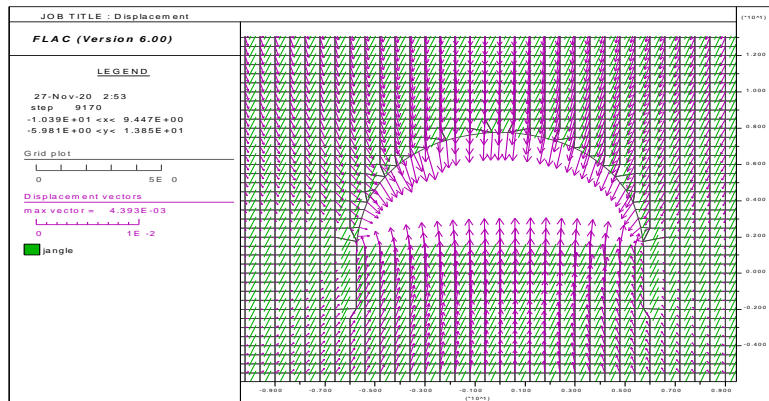 JOB TITLE : Displacement
(*10^1)
FLAC (Version 6.00)
LEGEND
27-Nov-20 2:53
step 9170
-1.039E+01 <x< 9.447E+00
-5.981E+00 <y< 1.385E+01
Grid plot
0 5E 0
Displacement vectors
max vector = 4.393E-03
0 1E -2
jangle
1.200
1.000
0.800
0.600
0.400
0.200
0.000
-0.200
-0.400
-0.900 -0.700 -0.500 -0.300 -0.100 0.100 0.300 0.500 0.700 0.900
(*10^1)